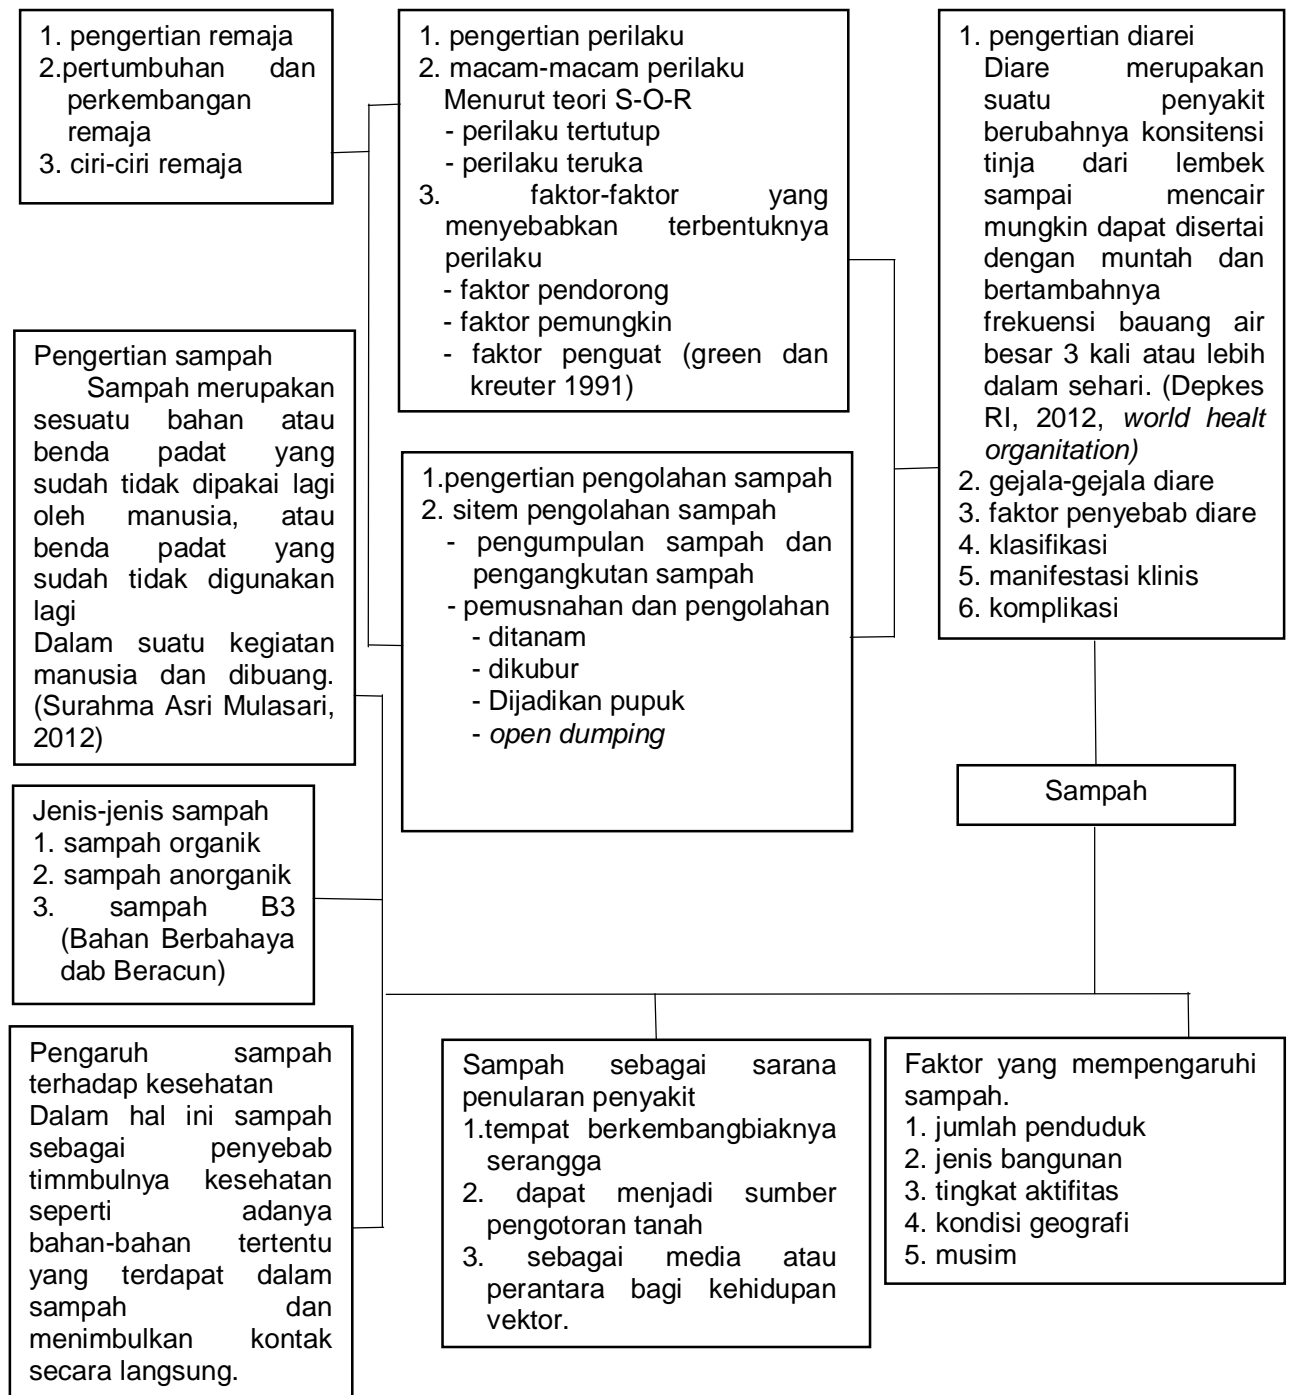 1. pengertian remaja
2.pertumbuhan dan
perkembangan
remaja
3. ciri-ciri remaja
1. pengertian perilaku
2. macam-macam perilaku
Menurut teori S-O-R
- perilaku tertutup
- perilaku teruka
3. faktor-faktor yang
menyebabkan terbentuknya
perilaku
- faktor pendorong
- faktor pemungkin
- faktor penguat (green dan
kreuter 1991)
1. pengertian diarei
Diare merupakan
suatu penyakit
berubahnya konsitensi
tinja dari lembek
sampai mencair
mungkin dapat disertai
dengan muntah dan
bertambahnya
frekuensi bauang air
besar 3 kali atau lebih
dalam sehari. (Depkes
RI, 2012, world healt
organitation)
2. gejala-gejala diare
3. faktor penyebab diare
4. klasifikasi
5. manifestasi klinis
6. komplikasi
Pengertian sampah
Sampah merupakan
sesuatu bahan atau
benda padat yang
sudah tidak dipakai lagi
oleh manusia, atau
benda padat yang
sudah tidak digunakan
lagi
Dalam suatu kegiatan
manusia dan dibuang.
(Surahma Asri Mulasari,
2012)
1.pengertian pengolahan sampah
2. sitem pengolahan sampah
- pengumpulan sampah dan
pengangkutan sampah
- pemusnahan dan pengolahan
- ditanam
- dikubur
- Dijadikan pupuk
- open dumping
Sampah
Jenis-jenis sampah
1. sampah organik
2. sampah anorganik
3. sampah B3
(Bahan Berbahaya
dab Beracun)
Pengaruh sampah
terhadap kesehatan
Dalam hal ini sampah
sebagai penyebab
timmbulnya kesehatan
seperti adanya
bahan-bahan tertentu
yang terdapat dalam
sampah dan
menimbulkan kontak
secara langsung.
Sampah sebagai sarana
penularan penyakit
1.tempat berkembangbiaknya
serangga
2. dapat menjadi sumber
pengotoran tanah
3. sebagai media atau
perantara bagi kehidupan
vektor.
Faktor yang mempengaruhi
sampah.
1. jumlah penduduk
2. jenis bangunan
3. tingkat aktifitas
4. kondisi geografi
5. musim